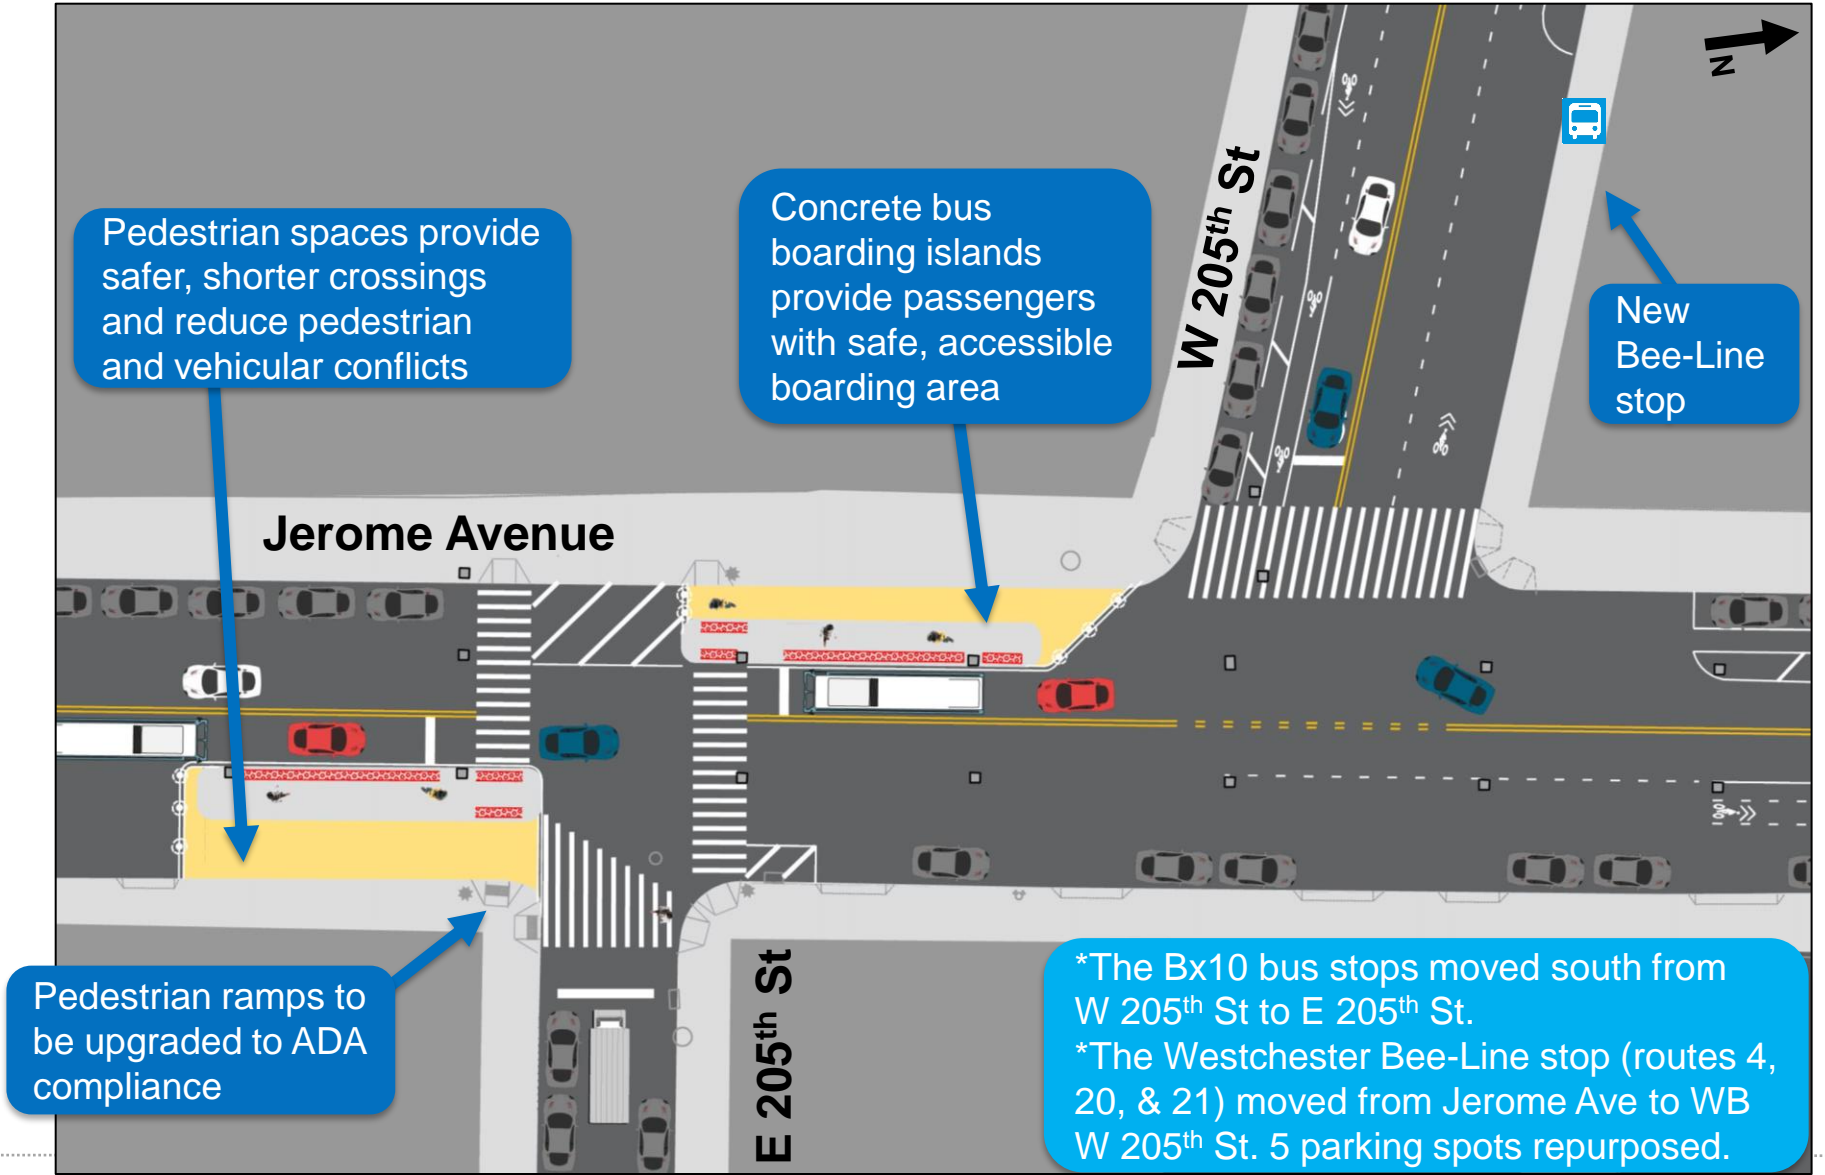 N
Pedestrian spaces provide
safer, shorter crossings
and reduce pedestrian
and vehicular conflicts
Concrete bus
boarding islands
provide passengers
with safe, accessible
boarding area
W 205th St
New
Bee-Line
stop
Jerome Avenue
Pedestrian ramps to
be upgraded to ADA
compliance
E 205th St
*The Bx10 bus stops moved south from
W 205th St to E 205th St.
*The Westchester Bee-Line stop (routes 4,
20, & 21) moved from Jerome Ave to WB
W 205th St. 5 parking spots repurposed.